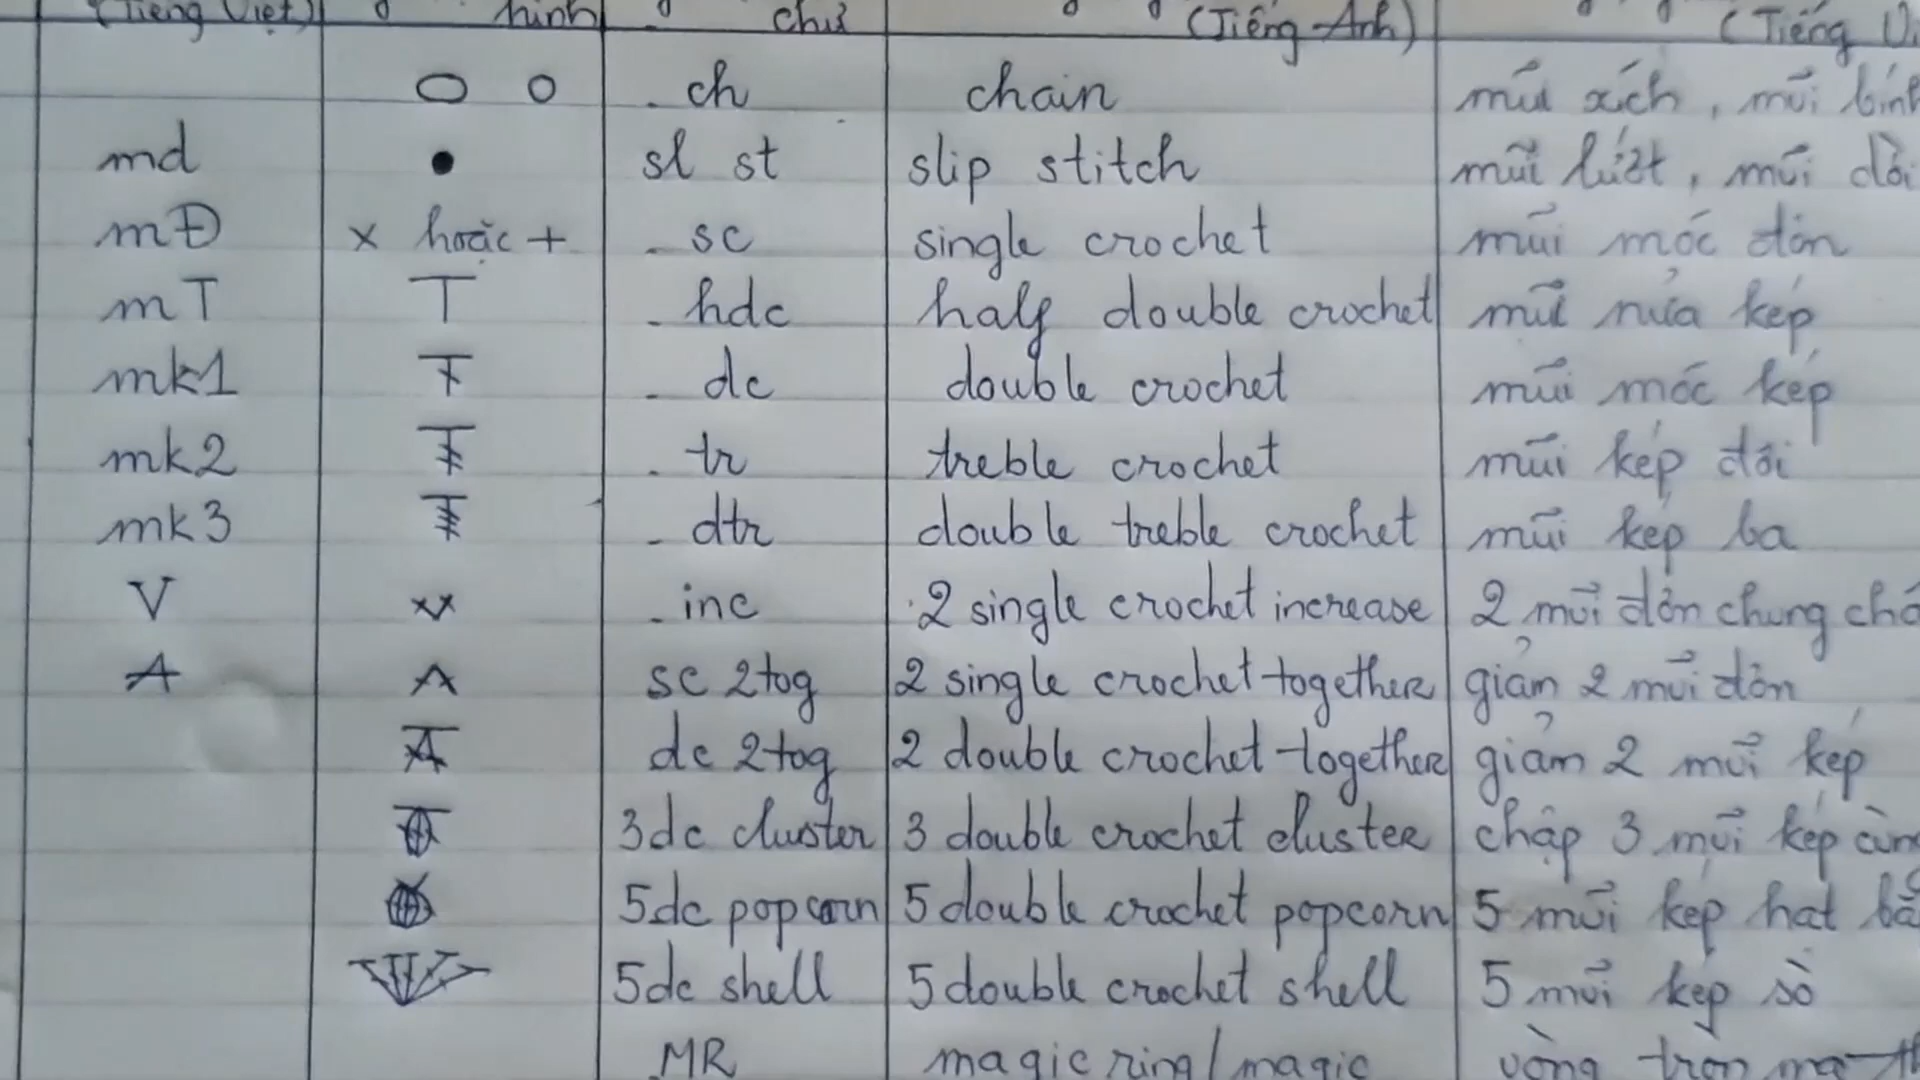 (Tiếng Việt) hình chữ (Tiếng Anh) (Tiếng
ch chain mũi xích, mũi
md sl st slip stitch mũi lướt, mũi dời
mĐ x hoặc + sc single crochet mũi móc đơn
mT T hdc half double crochet mũi nửa kép
mk1 dc double crochet mũi móc kép
mk2 tr treble crochet mũi kép đôi
mk3 dtr double treble crochet mũi kép ba
V inc 2 single crochet increase 2 mũi đơn chung
A sc 2tog 2 single crochet together giảm 2 mũi đơn
dc 2tog 2 double crochet together giảm 2 mũi kép
3dc cluster 3 double crochet cluster chập 3 mũi kép
5dc popcorn 5 double crochet popcorn 5 mũi kép hạt
5dc shell 5 double crochet shell 5 mũi kép sò
MR magic ring/magic vòng tròn ma